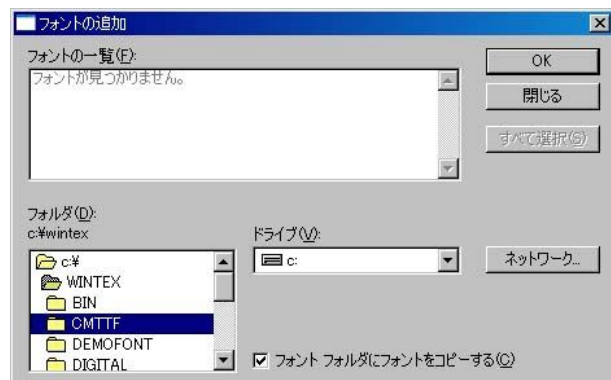 フォントの追加
フォントの一覧(F):
フォントが見つかりません。
OK
閉じる
すべて選択(S)
フォルダ(D):
c:¥wintex
ドライブ(V):
c:¥
WINTEX
BIN
CMTTF
DEMOFONT
DIGITAL
c:
ネットワーク...
フォント フォルダにフォントをコピーする(C)